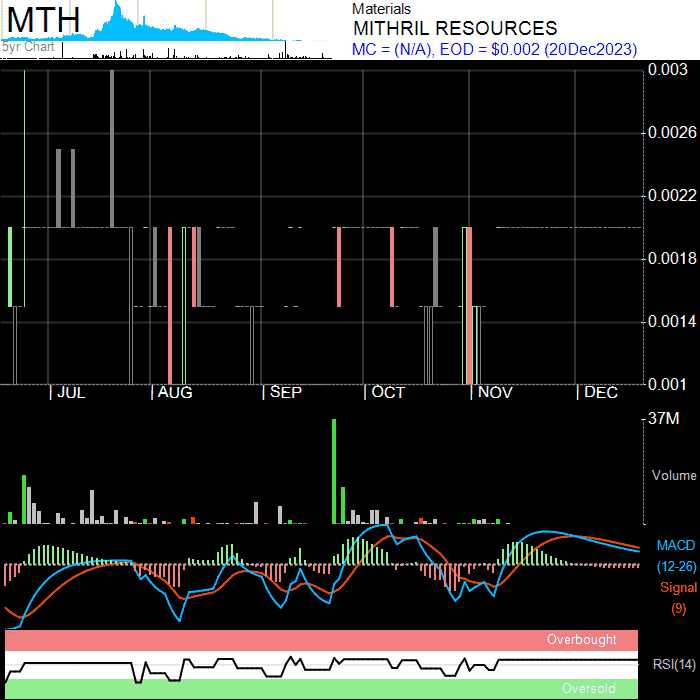 MTH
5yr Chart
Materials
MITHRIL RESOURCES
MC = (N/A), EOD = $0.002 (20Dec2023)
0.003
0.0026
0.0022
0.0018
0.0014
0.001
JUL AUG SEP OCT NOV DEC
37M
Volume
MACD
(12-26)
Signal
(9)
Overbought
RSI(14)
Oversold